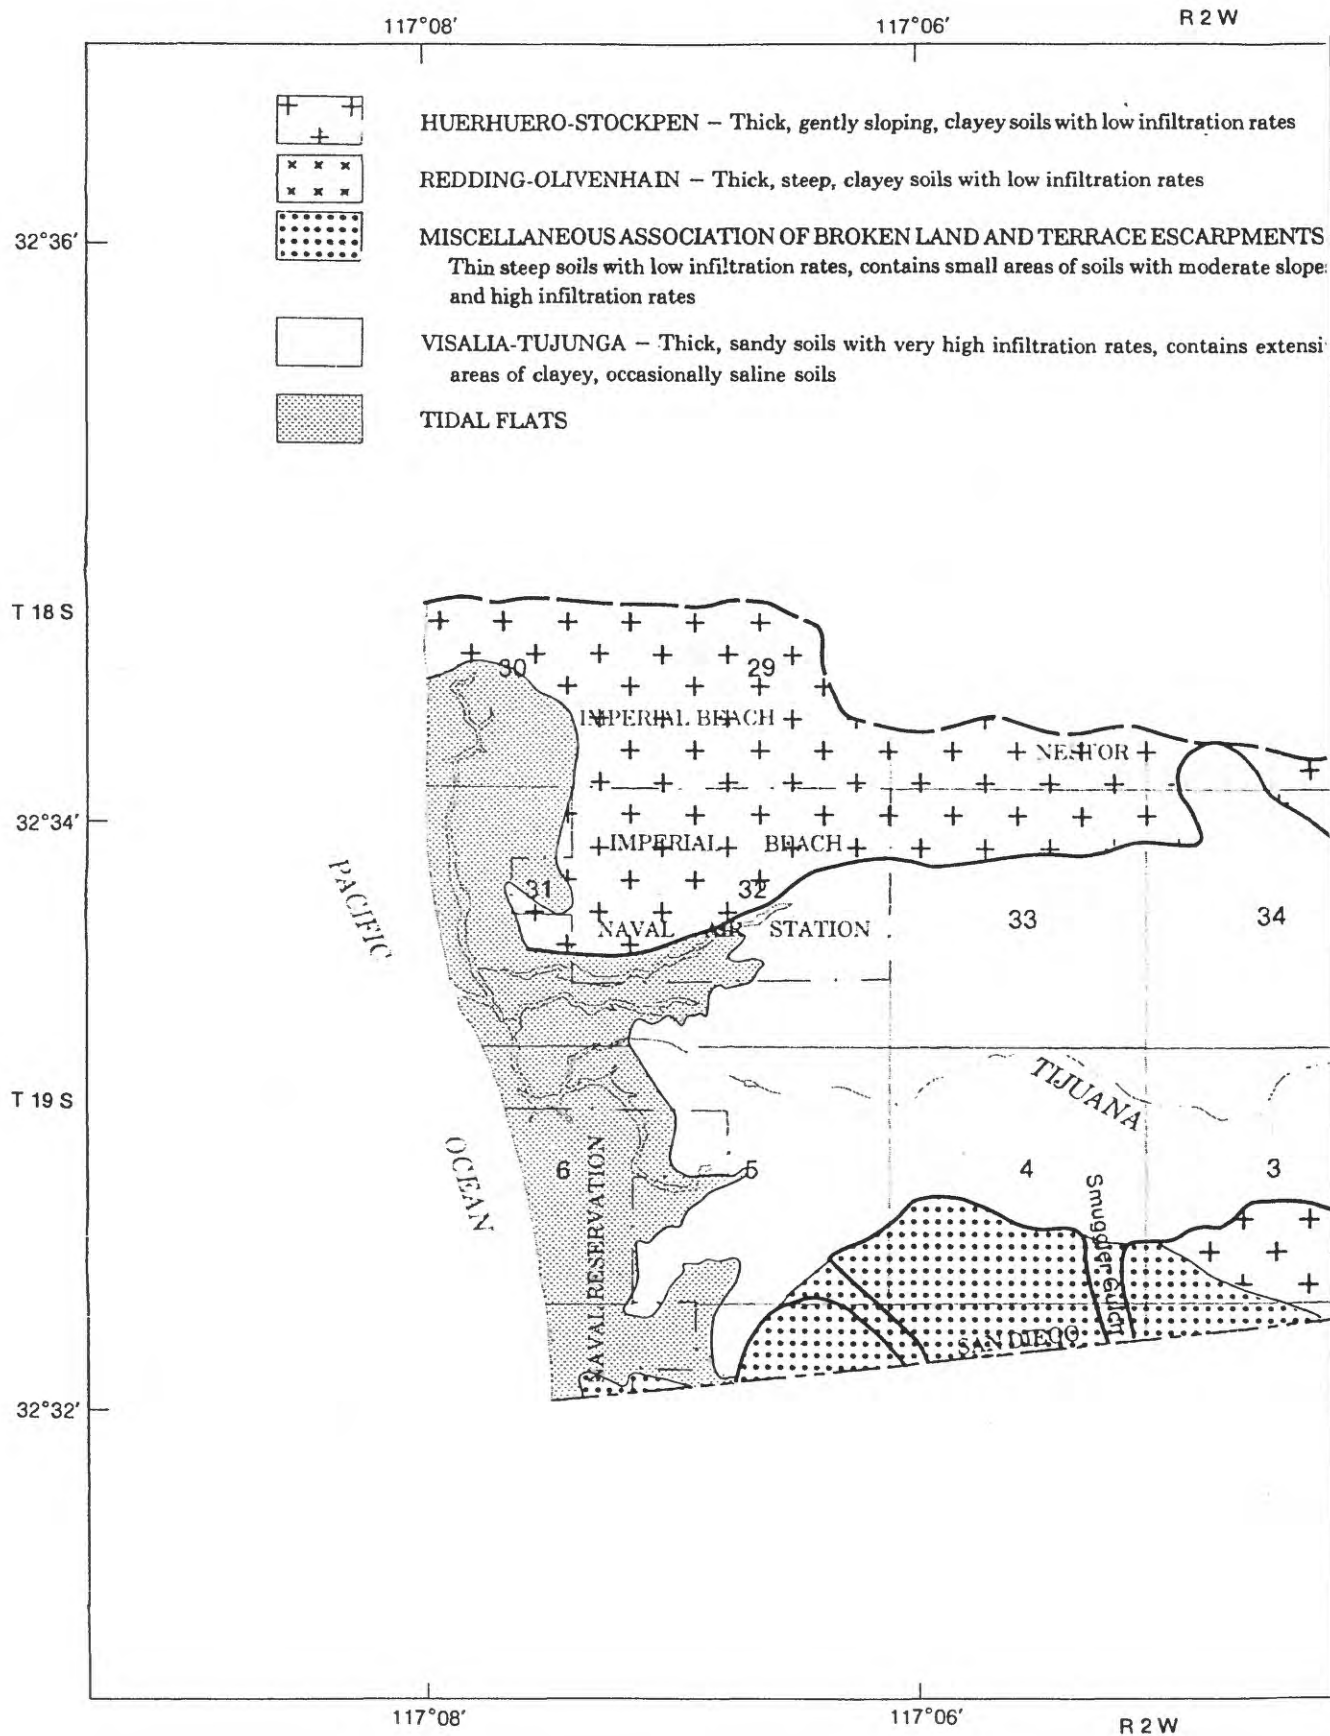 117°08′ 117°06′ R 2 W
HUERHUERO-STOCKPEN – Thick, gently sloping, clayey soils with low infiltration rates
REDDING-OLIVENHAIN – Thick, steep, clayey soils with low infiltration rates
32°36′
MISCELLANEOUS ASSOCIATION OF BROKEN LAND AND TERRACE ESCARPMENTS
Thin steep soils with low infiltration rates, contains small areas of soils with moderate slope
and high infiltration rates
VISALIA-TUJUNGA – Thick, sandy soils with very high infiltration rates, contains extensi
areas of clayey, occasionally saline soils
TIDAL FLATS
T 18 S
30 29
IMPERIAL BEACH
NESTOR
32°34′
IMPERIAL BEACH
31 32
NAVAL AIR STATION
33 34
PACIFIC
OCEAN
TIJUANA
T 19 S
6 5 4 3
NAVAL RESERVATION
Smuggler Gulch
SAN DIEGO
32°32′
117°08′ 117°06′ R 2 W